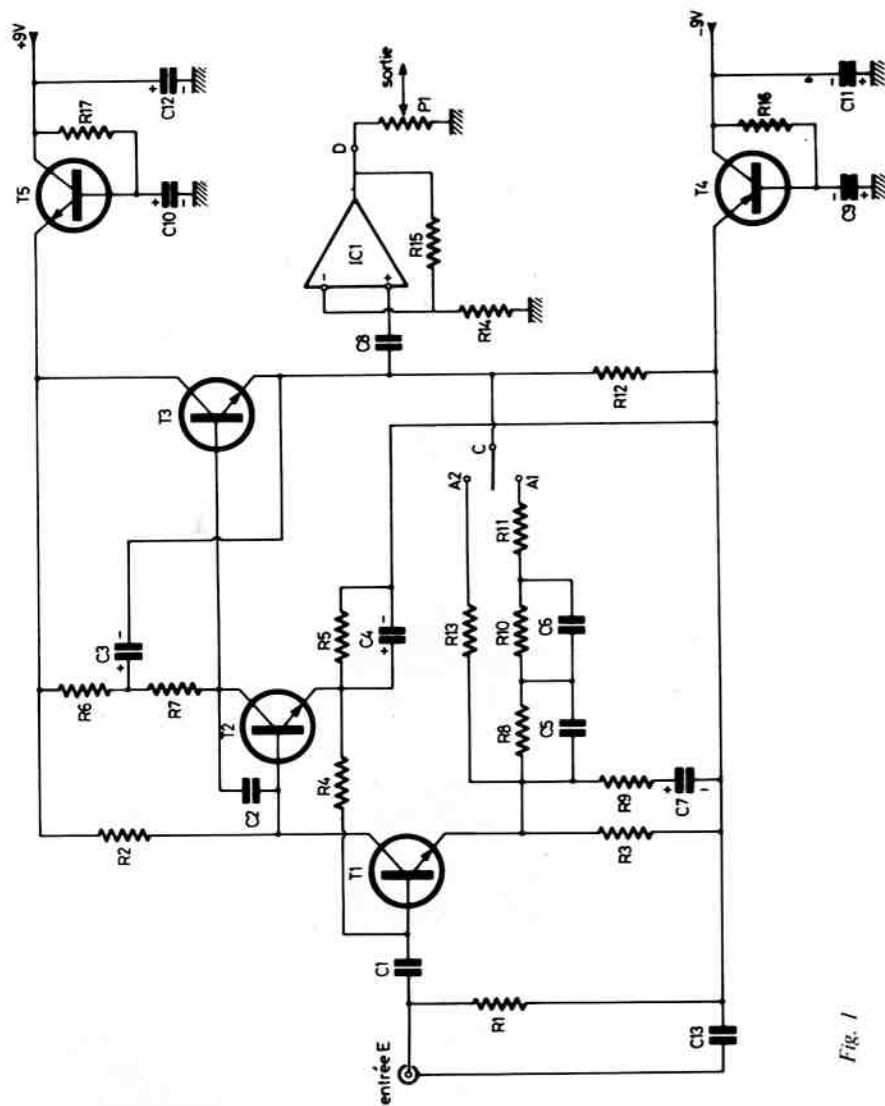 +9V
C12
+
-
R17
T5
C10
+
-
sortie
P1
D
IC1
-
+
R15
R14
C8
-9V
C11
-
+
R16
T4
C9
-
+
T3
R12
C
A2
A1
C3
+
-
R6
R7
T2
C2
R5
C4
+
-
R4
R13
R11
R10
C6
R8
C5
R9
C7
+
-
R2
T1
R3
C1
R1
C13
entrée E
Fig. 1